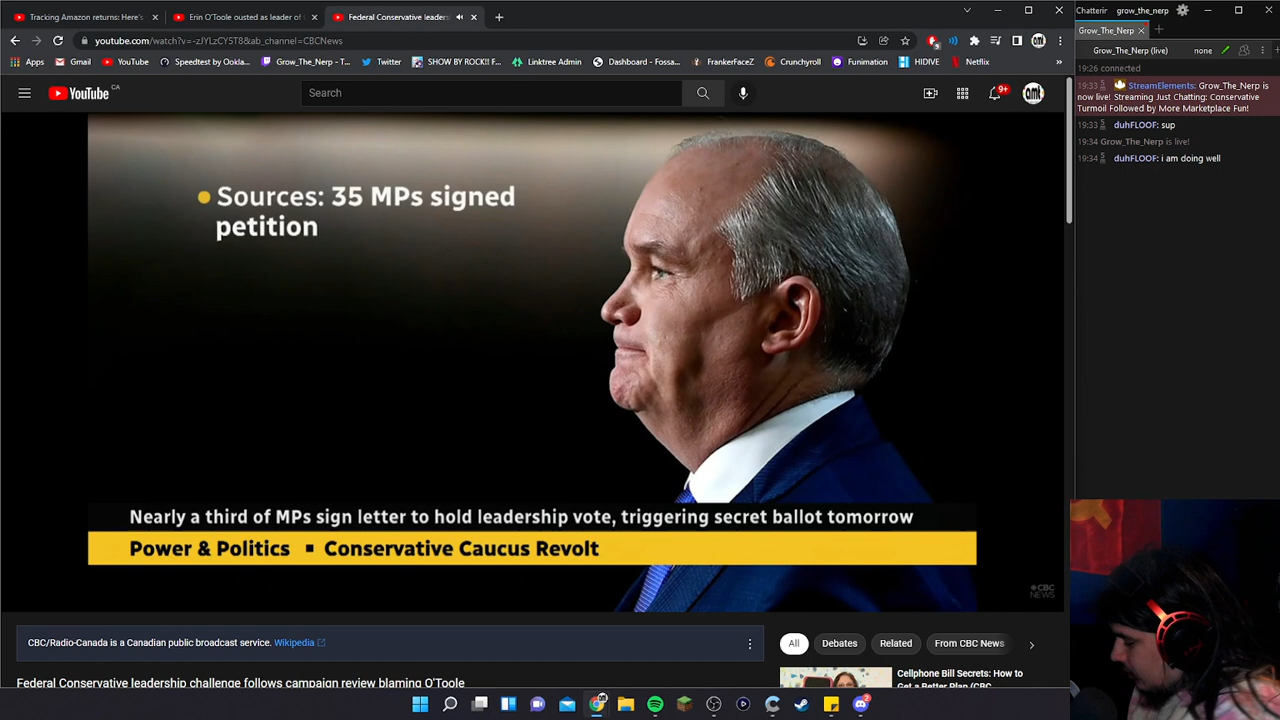 Tracking Amazon returns: Here's
Erin O'Toole ousted as leader of
Federal Conservative leaders
youtube.com/watch?v=-zJYLzCY5T8&ab_channel=CBCNews
Apps
Gmail
YouTube
Speedtest by Ookla...
Grow_The_Nerp - T...
Twitter
SHOW BY ROCK!! F...
Linktree Admin
Dashboard - Fossa...
FrankerFaceZ
Crunchyroll
Funimation
HIDIVE
Netflix
YouTube CA
Search
9+
Sources: 35 MPs signed
petition
Nearly a third of MPs sign letter to hold leadership vote, triggering secret ballot tomorrow
Power & Politics ▪ Conservative Caucus Revolt
CBC
NEWS
CBC/Radio-Canada is a Canadian public broadcast service. Wikipedia
All
Debates
Related
From CBC News
Federal Conservative leadership challenge follows campaign review blaming O'Toole
Cellphone Bill Secrets: How to
Get a Better Plan (CBC
Chatterir
grow_the_nerp
Grow_The_Nerp
Grow_The_Nerp (live)
none
19:26 connected
19:33 StreamElements: Grow_The_Nerp is
now live! Streaming Just Chatting: Conservative
Turmoil Followed by More Marketplace Fun!
19:33 duhFLOOF: sup
19:34 Grow_The_Nerp is live!
19:34 duhFLOOF: i am doing well